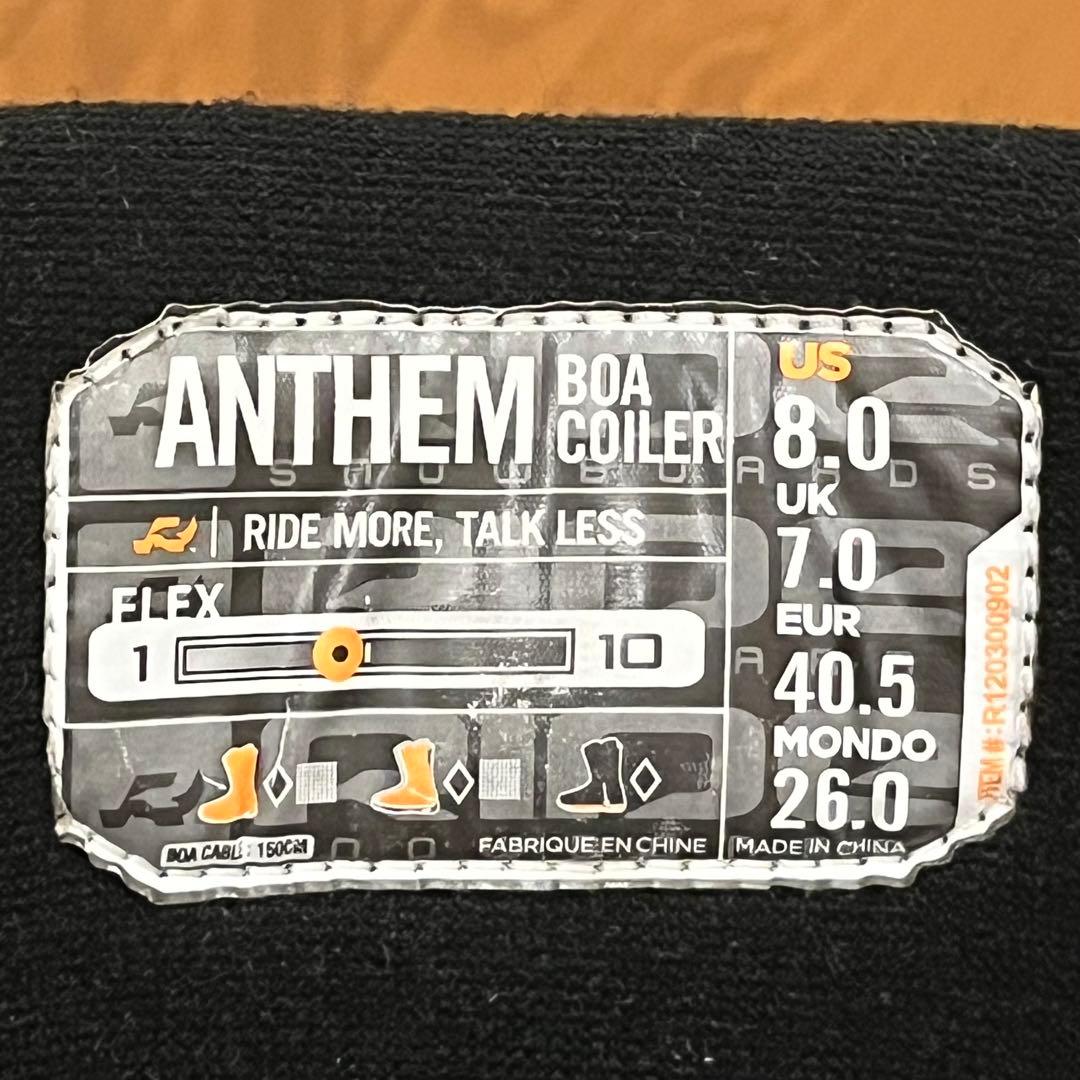 ANTHEM BOA
COILER
SNOWBOARDS
RIDE MORE, TALK LESS
FLEX
1 10
BOA CABLE: 150CM
FABRIQUE EN CHINE
US
8.0
UK
7.0
EUR
40.5
MONDO
26.0
MADE IN CHINA
ITEM#:R120300902